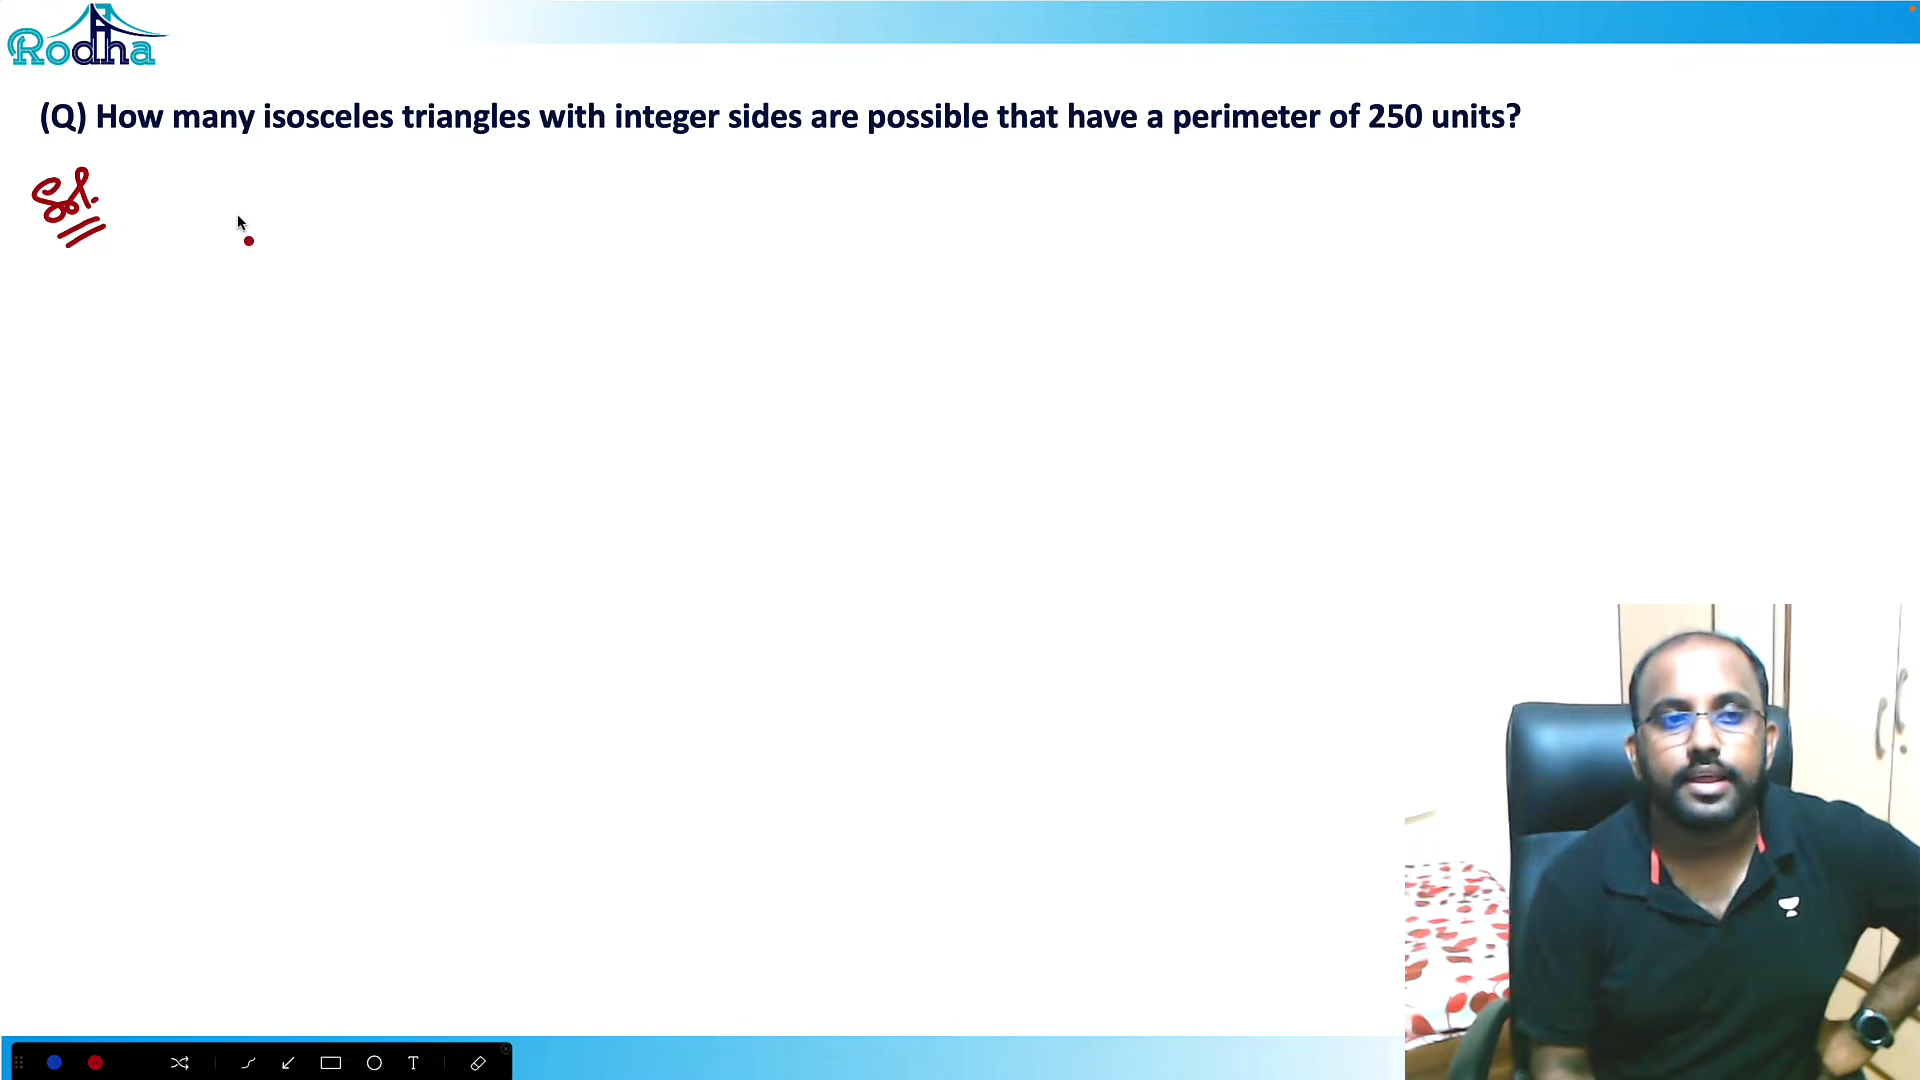 Rodha
(Q) How many isosceles triangles with integer sides are possible that have a perimeter of 250 units?
Sol.
T